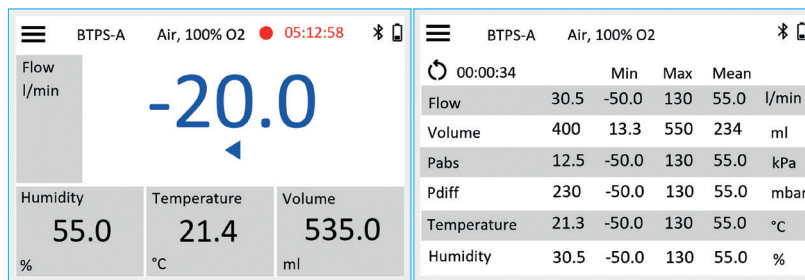 BTPS-A Air, 100% O2 05:12:58
Flow
l/min
-20.0
Humidity
55.0
%
Temperature
21.4
°C
Volume
535.0
ml
BTPS-A Air, 100% O2
00:00:34 Min Max Mean
Flow 30.5 -50.0 130 55.0 l/min
Volume 400 13.3 550 234 ml
Pabs 12.5 -50.0 130 55.0 kPa
Pdiff 230 -50.0 130 55.0 mbar
Temperature 21.3 -50.0 130 55.0 °C
Humidity 30.5 -50.0 130 55.0 %